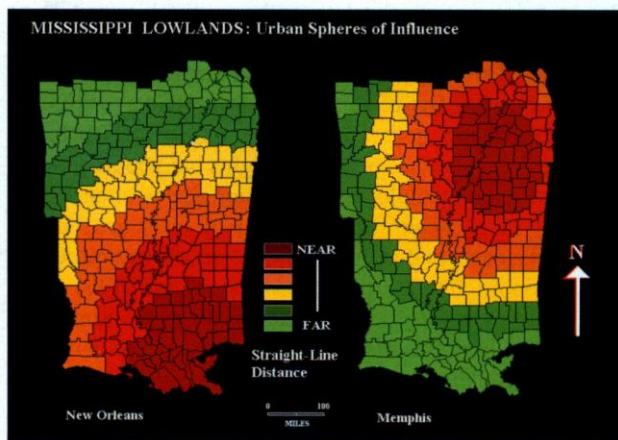 MISSISSIPPI LOWLANDS: Urban Spheres of Influence
NEAR
FAR
Straight-Line
Distance
New Orleans
0 100
MILES
Memphis
N